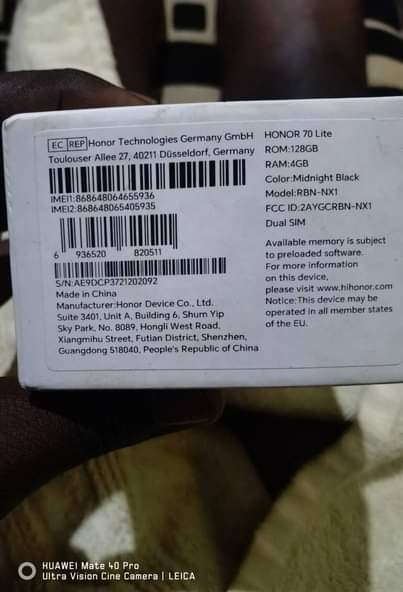 EC REP Honor Technologies Germany GmbH
Toulouser Allee 27, 40211 Düsseldorf, Germany
IMEI1:868648064655936
IMEI2:868648065405935
6 936520 820511
S/N:AE9DCP3721202092
Made in China
Manufacturer:Honor Device Co., Ltd.
Suite 3401, Unit A, Building 6, Shum Yip
Sky Park, No. 8089, Hongli West Road,
Xiangmihu Street, Futian District, Shenzhen,
Guangdong 518040, People's Republic of China
HONOR 70 Lite
ROM:128GB
RAM:4GB
Color:Midnight Black
Model:RBN-NX1
FCC ID:2AYGCRBN-NX1
Dual SIM
Available memory is subject
to preloaded software.
For more information
on this device,
please visit www.hihonor.com
Notice:This device may be
operated in all member states
of the EU.
HUAWEI Mate 40 Pro
Ultra Vision Cine Camera | LEICA